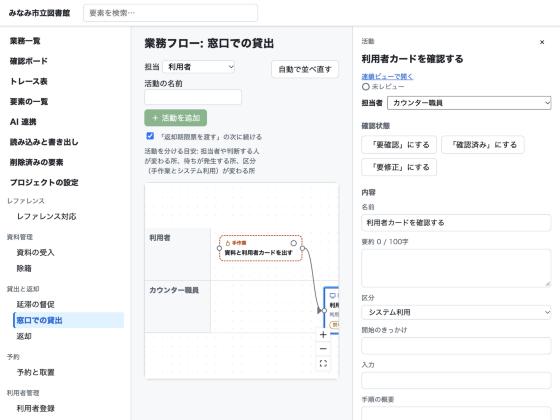 みなみ市立図書館
要素を検索…
業務一覧
確認ボード
トレース表
要素の一覧
AI 連携
読み込みと書き出し
削除済みの要素
プロジェクトの設定
レファレンス
レファレンス対応
資料管理
資料の受入
除籍
貸出と返却
延滞の督促
窓口での貸出
返却
予約
予約と取置
利用者管理
利用者登録
業務フロー: 窓口での貸出
担当 利用者
自動で並べ直す
活動の名前
＋ 活動を追加
「返却期限票を渡す」の次に続ける
活動を分ける目安: 担当者や判断する人
が変わる所、待ちが発生する所、区分
（手作業とシステム利用）が変わる所
利用者
手作業
資料と利用者カードを出す
カウンター職員
活動
×
利用者カードを確認する
連鎖ビューで開く
未レビュー
担当者 カウンター職員
確認状態
「要確認」にする
「確認済み」にする
「要修正」にする
内容
名前
利用者カードを確認する
要約 0 / 100字
区分
システム利用
開始のきっかけ
入力
手順の概要